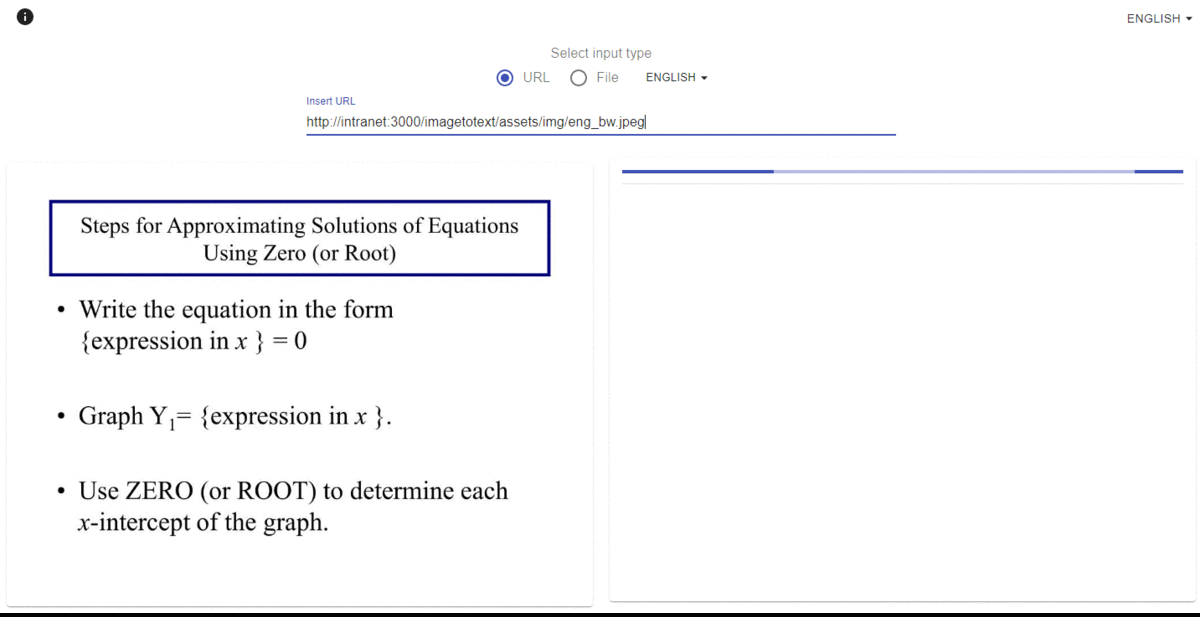 ENGLISH
Select input type
URL File ENGLISH
Insert URL
http://intranet:3000/imagetotext/assets/img/eng_bw.jpeg
Steps for Approximating Solutions of Equations
Using Zero (or Root)
• Write the equation in the form
{expression in x } = 0
• Graph Y₁= {expression in x }.
• Use ZERO (or ROOT) to determine each
x-intercept of the graph.